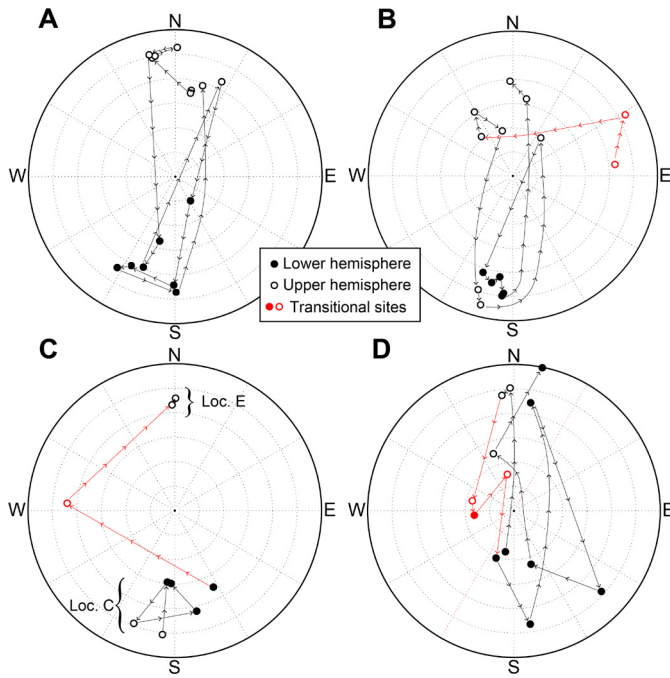 A
N
W
E
S
B
N
W
E
S
Lower hemisphere
Upper hemisphere
Transitional sites
C
N
W
E
S
Loc. E
Loc. C
D
N
W
E
S